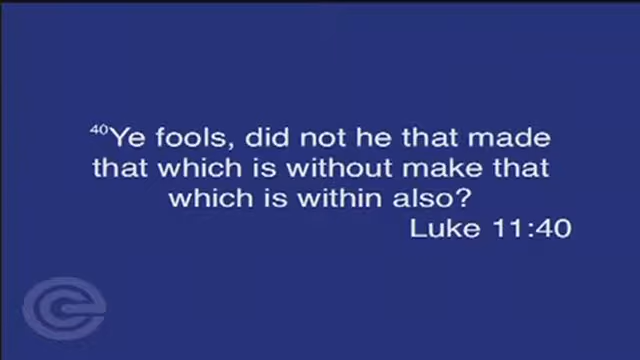 ⁴⁰Ye fools, did not he that made
that which is without make that
which is within also?
Luke 11:40